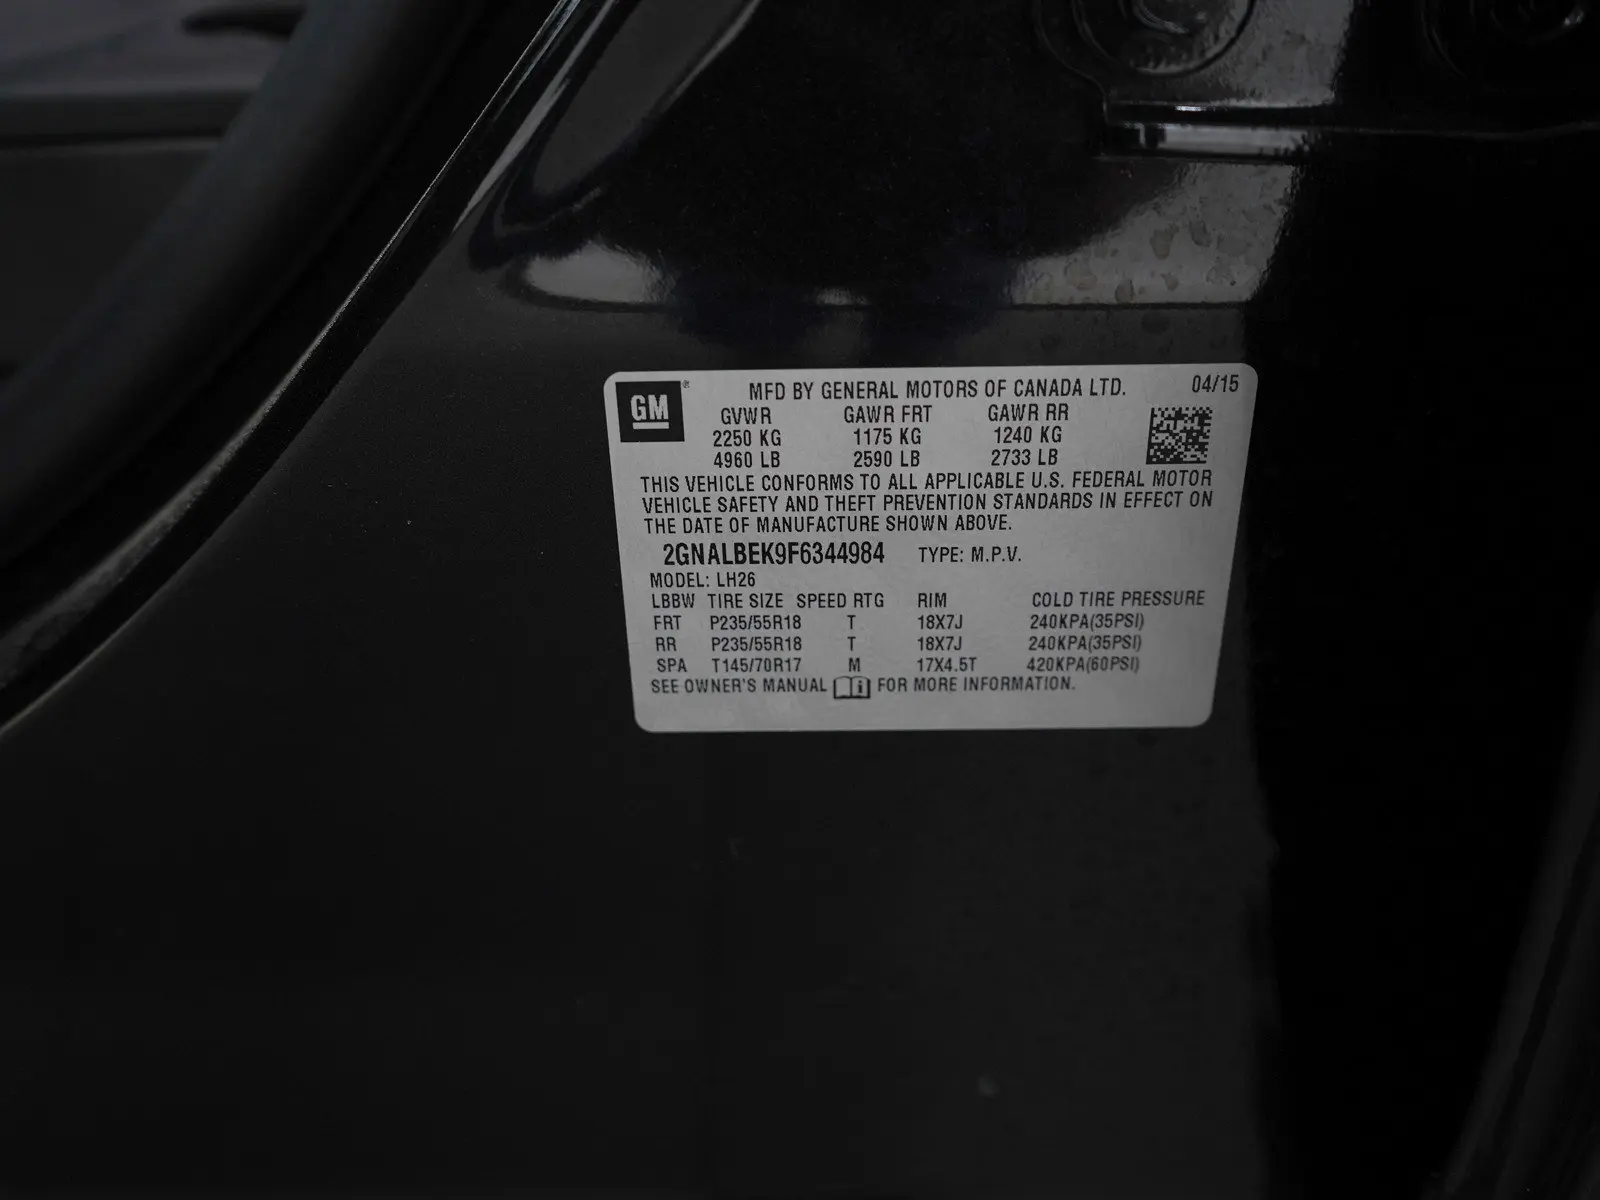 GM ® MFD BY GENERAL MOTORS OF CANADA LTD. 04/15
GVWR GAWR FRT GAWR RR
2250 KG 1175 KG 1240 KG
4960 LB 2590 LB 2733 LB
THIS VEHICLE CONFORMS TO ALL APPLICABLE U.S. FEDERAL MOTOR
VEHICLE SAFETY AND THEFT PREVENTION STANDARDS IN EFFECT ON
THE DATE OF MANUFACTURE SHOWN ABOVE.
2GNALBEK9F6344984 TYPE: M.P.V.
MODEL: LH26
LBBW TIRE SIZE SPEED RTG RIM COLD TIRE PRESSURE
FRT P235/55R18 T 18X7J 240KPA(35PSI)
RR P235/55R18 T 18X7J 240KPA(35PSI)
SPA T145/70R17 M 17X4.5T 420KPA(60PSI)
SEE OWNER'S MANUAL i FOR MORE INFORMATION.